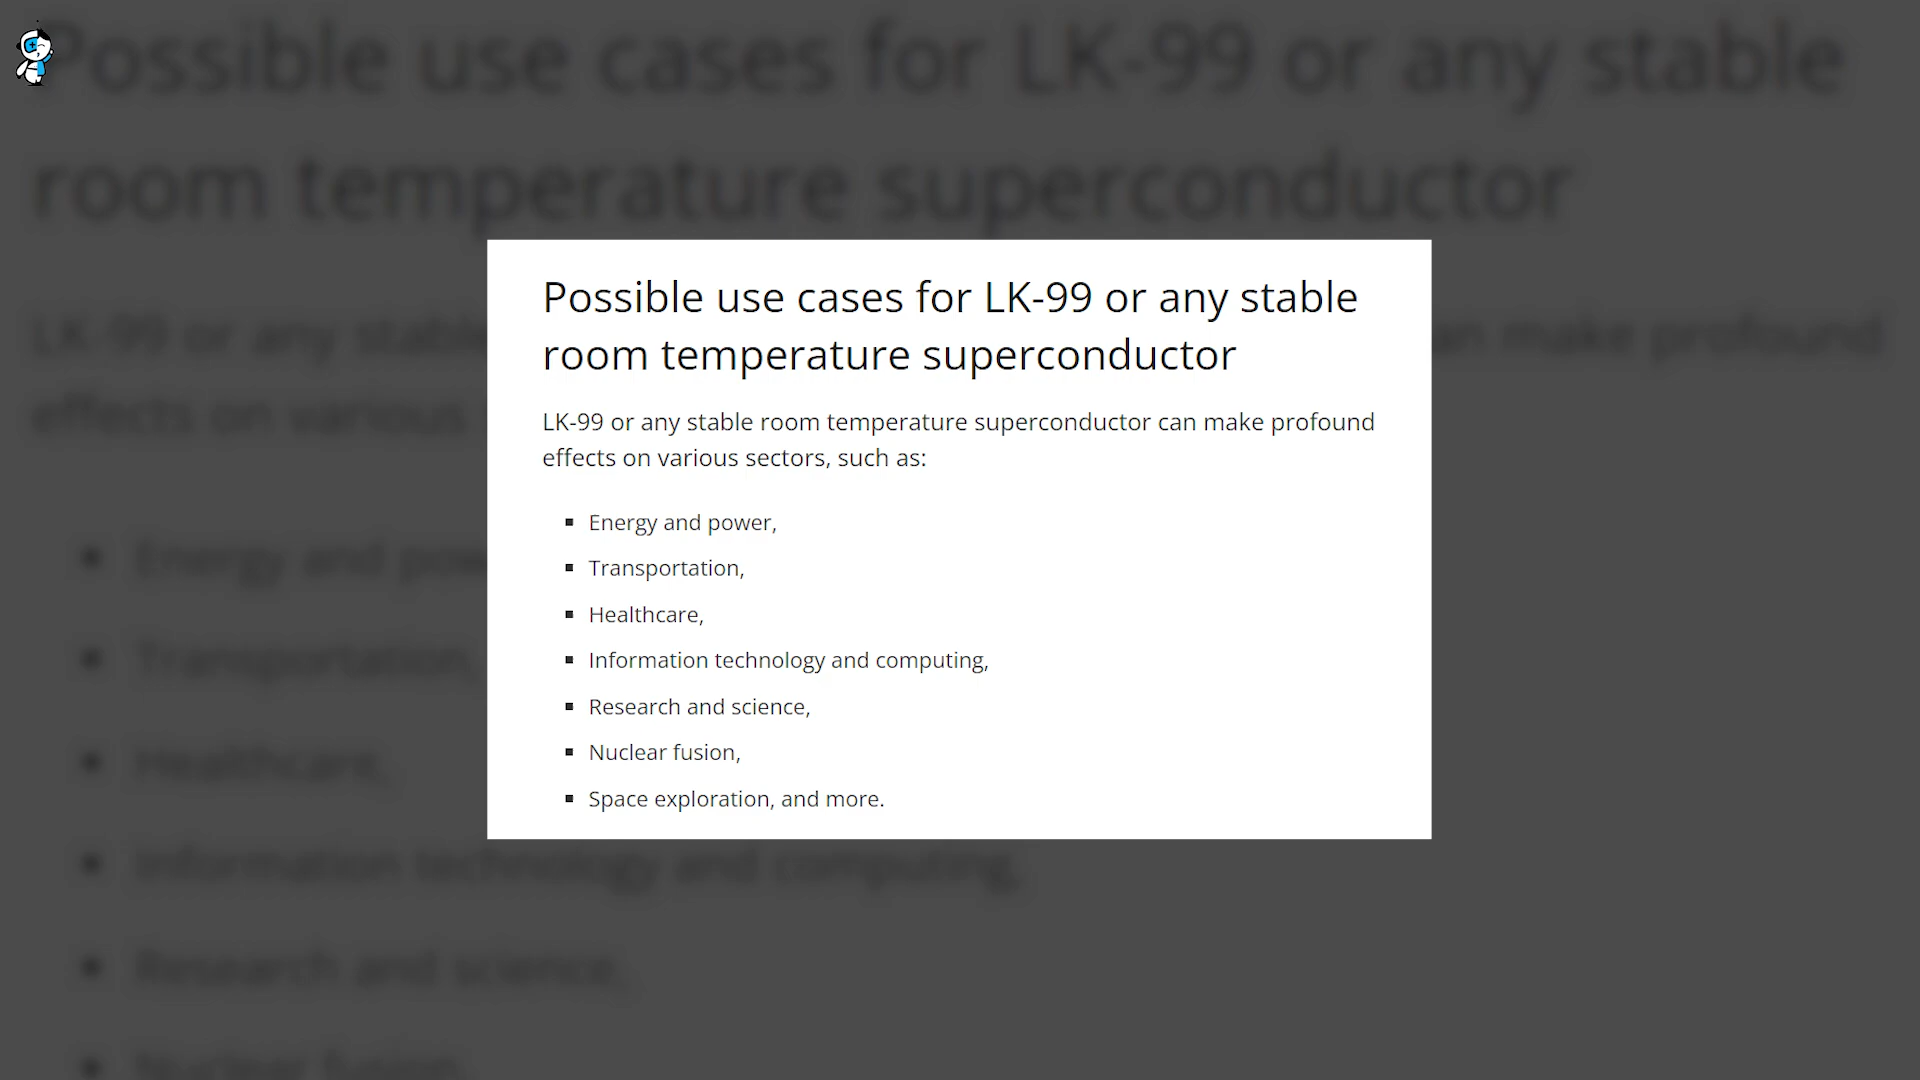 Possible use cases for LK-99 or any stable
room temperature superconductor
LK-99 or any stable room temperature superconductor can make profound
effects on various sectors, such as:
▪ Energy and power,
▪ Transportation,
▪ Healthcare,
▪ Information technology and computing,
▪ Research and science,
▪ Nuclear fusion,
▪ Space exploration, and more.